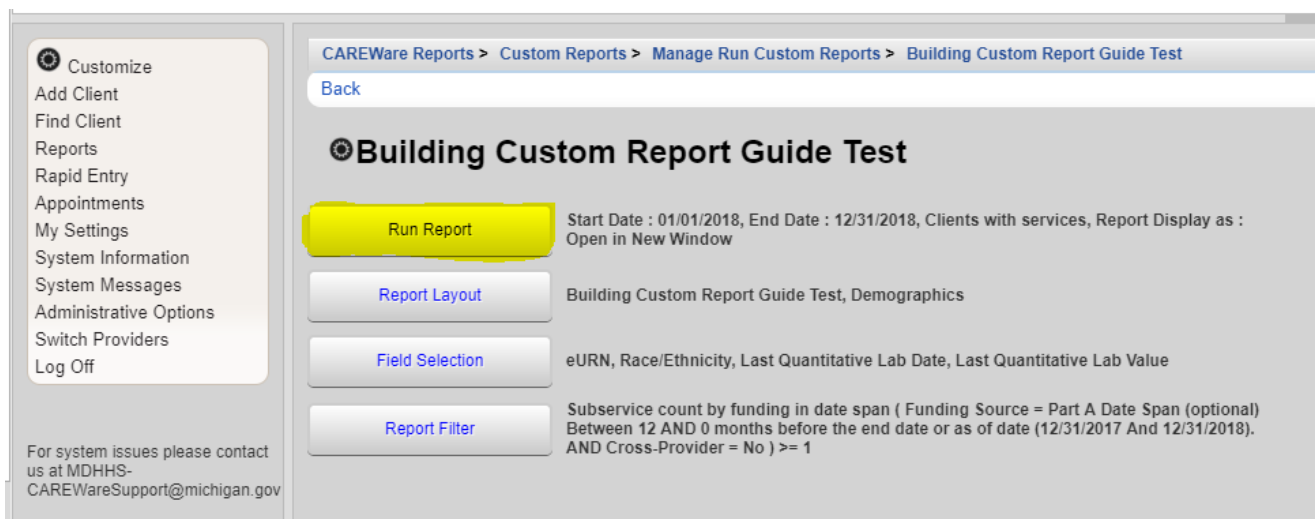 Customize
Add Client
Find Client
Reports
Rapid Entry
Appointments
My Settings
System Information
System Messages
Administrative Options
Switch Providers
Log Off
For system issues please contact
us at MDHHS-
CAREWareSupport@michigan.gov
CAREWare Reports > Custom Reports > Manage Run Custom Reports > Building Custom Report Guide Test
Back
Building Custom Report Guide Test
Run Report
Start Date : 01/01/2018, End Date : 12/31/2018, Clients with services, Report Display as :
Open in New Window
Report Layout
Building Custom Report Guide Test, Demographics
Field Selection
eURN, Race/Ethnicity, Last Quantitative Lab Date, Last Quantitative Lab Value
Report Filter
Subservice count by funding in date span ( Funding Source = Part A Date Span (optional)
Between 12 AND 0 months before the end date or as of date (12/31/2017 And 12/31/2018).
AND Cross-Provider = No ) >= 1